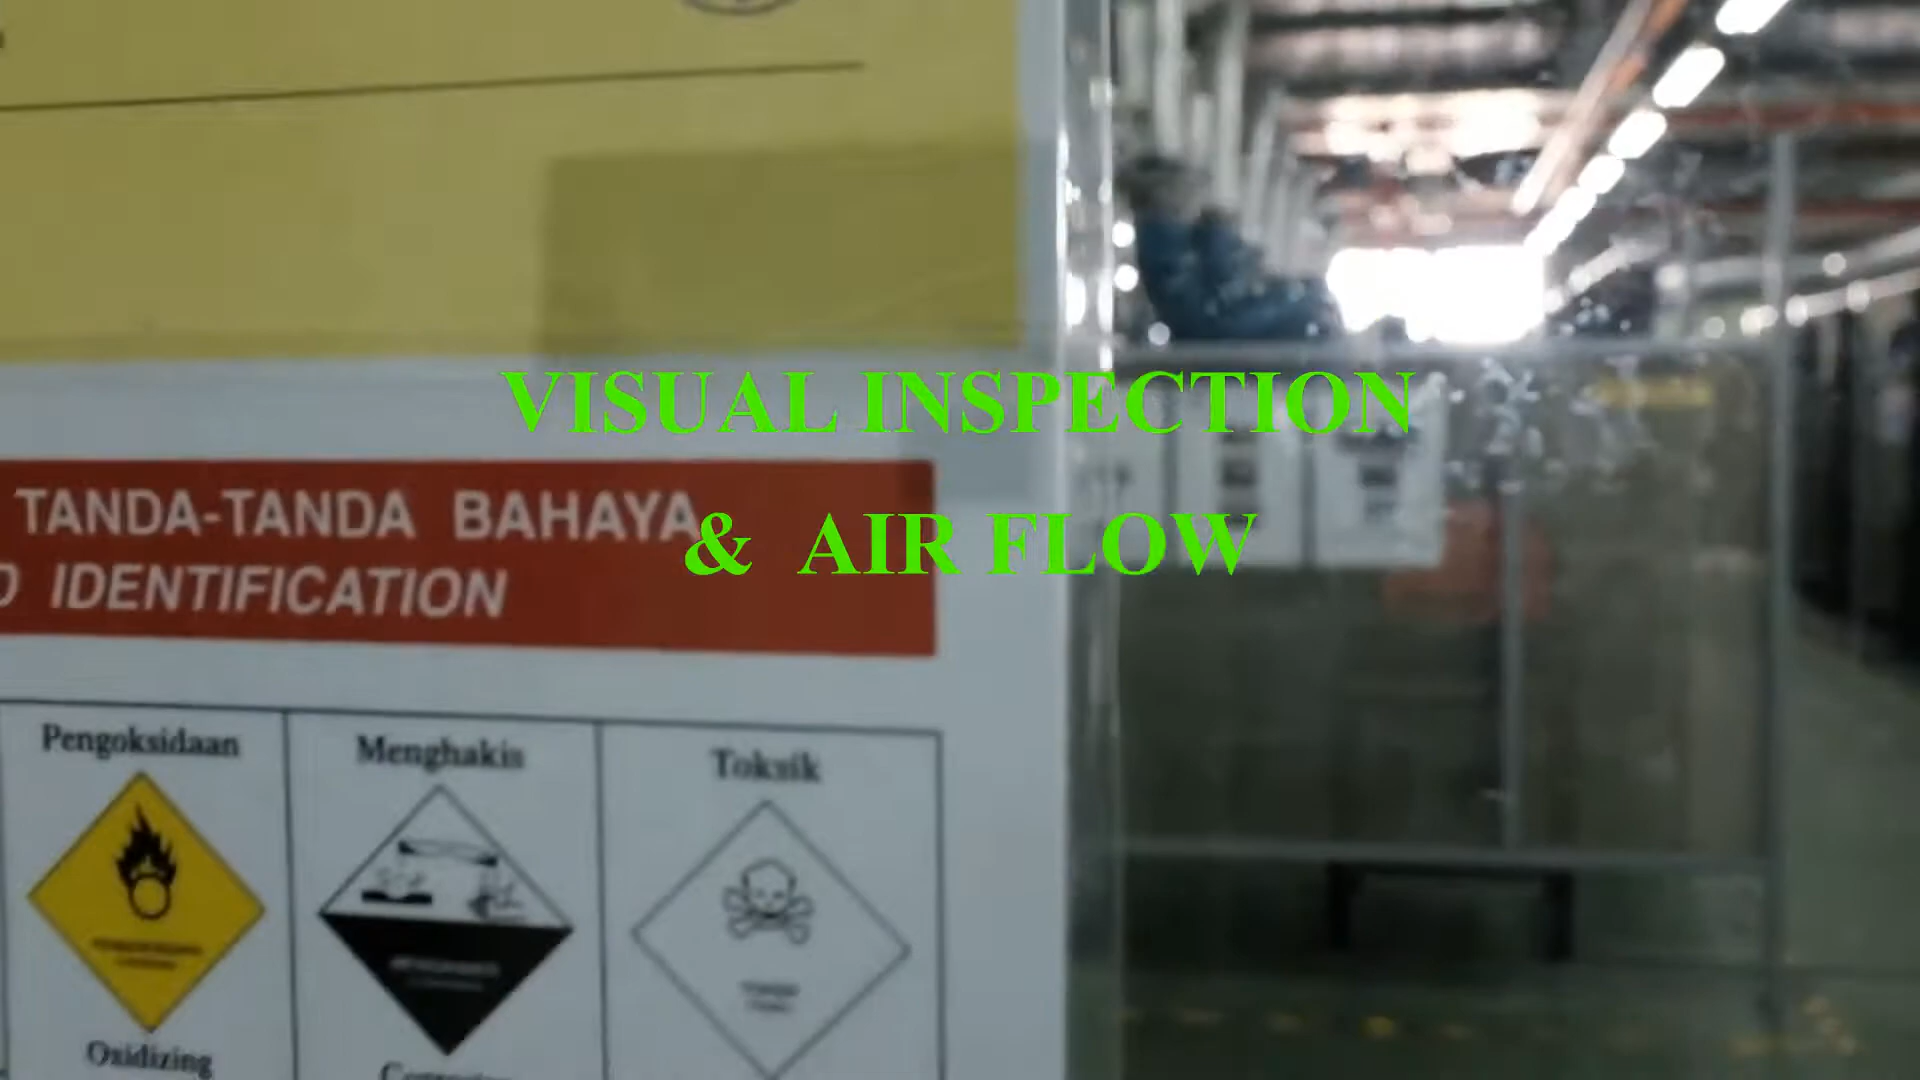 VISUAL INSPECTION
& AIR FLOW
TANDA-TANDA BAHAYA
IDENTIFICATION
Pengoksidaan
Menghakis
Toksik
Oxidizing